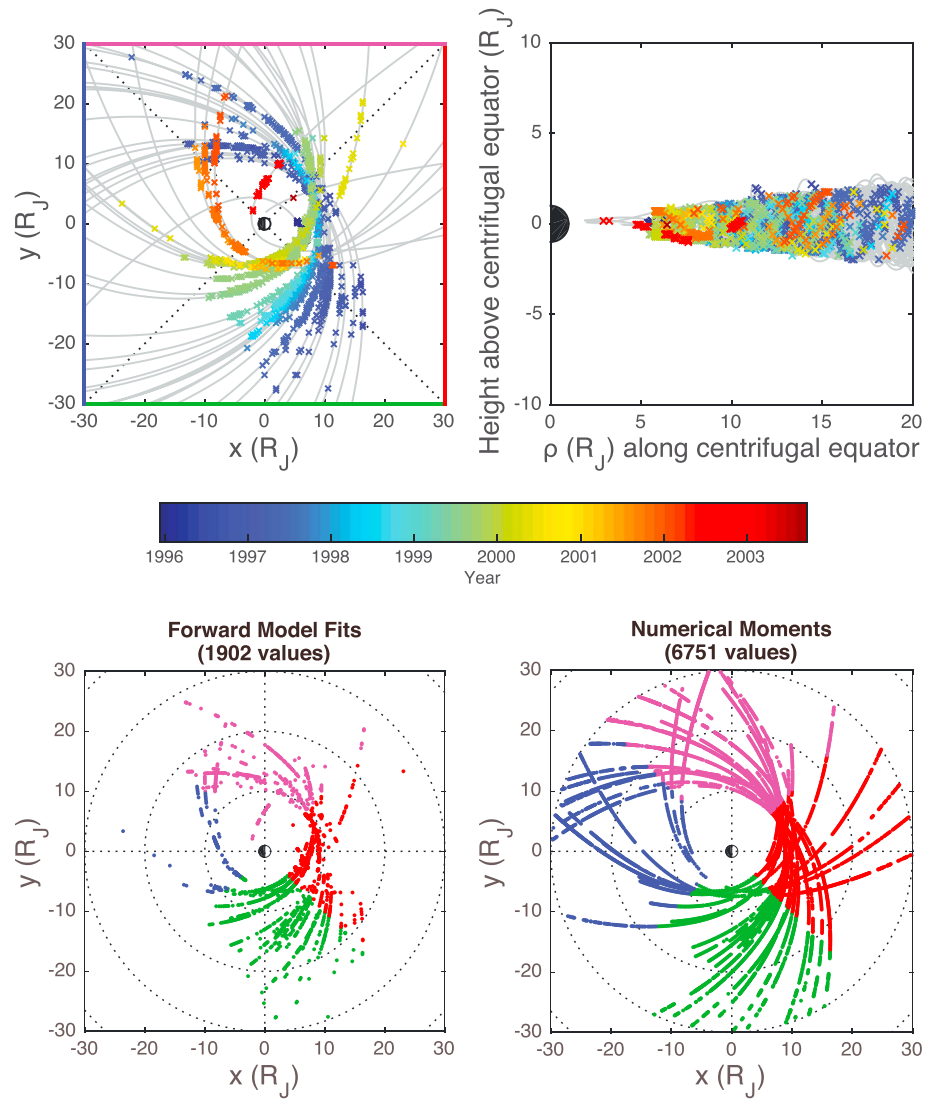 30
20
10
0
-10
-20
-30
y (R_J)
-30 -20 -10 0 10 20 30
x (R_J)
10
5
0
-5
-10
Height above centrifugal equator (R_J)
0 5 10 15 20
ρ (R_J) along centrifugal equator
1996 1997 1998 1999 2000 2001 2002 2003
Year
Forward Model Fits
(1902 values)
30
20
10
0
-10
-20
-30
y (R_J)
-30 -20 -10 0 10 20 30
x (R_J)
Numerical Moments
(6751 values)
30
20
10
0
-10
-20
-30
y (R_J)
-30 -20 -10 0 10 20 30
x (R_J)